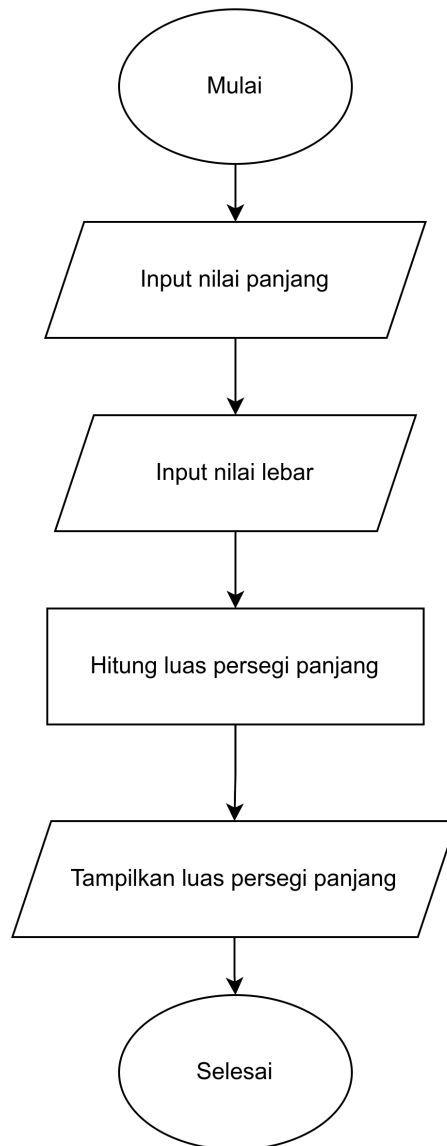 Mulai
Input nilai panjang
Input nilai lebar
Hitung luas persegi panjang
Tampilkan luas persegi panjang
Selesai